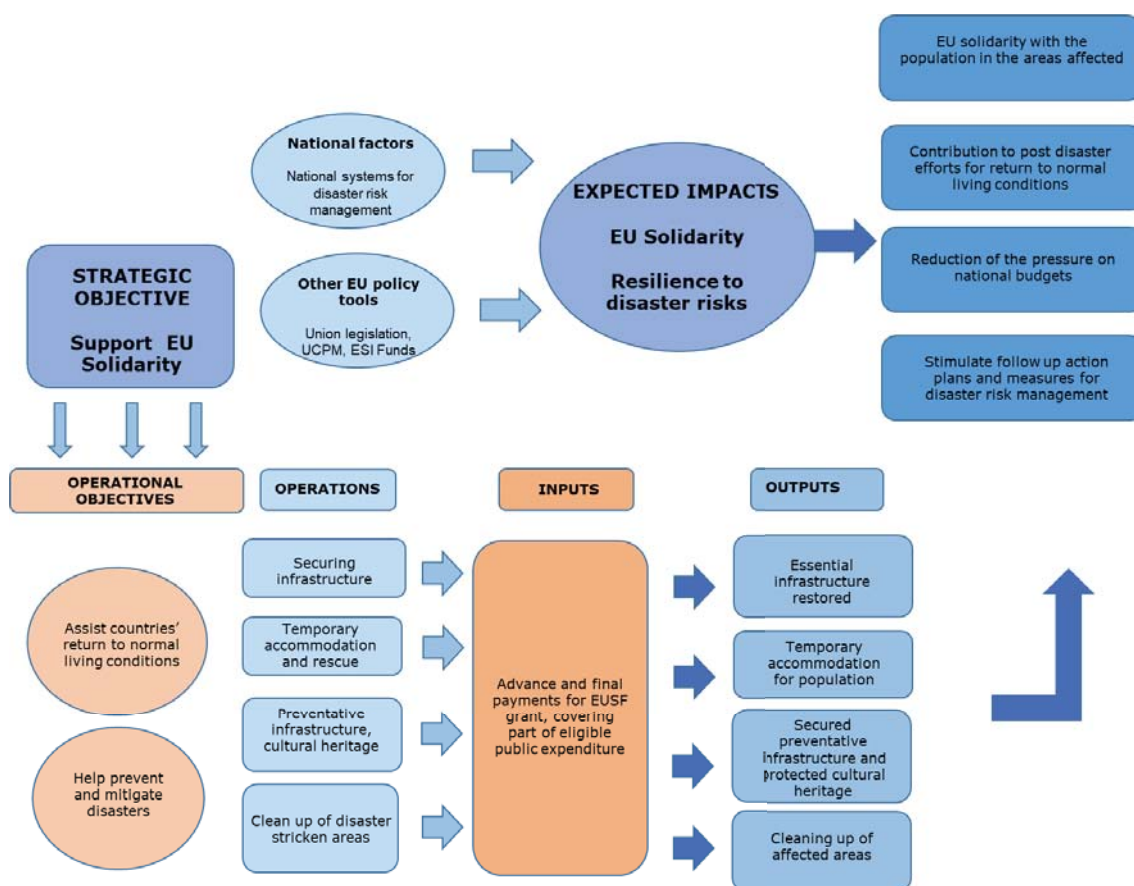 EU solidarity with the
population in the areas affected
National factors
National systems for
disaster risk
management
Contribution to post disaster
efforts for return to normal
living conditions
EXPECTED IMPACTS
EU Solidarity
Resilience to
disaster risks
STRATEGIC
OBJECTIVE
Support EU
Solidarity
Other EU policy
tools
Union legislation,
UCPM, ESI Funds
Reduction of the pressure on
national budgets
Stimulate follow up action
plans and measures for
disaster risk management
OPERATIONAL
OBJECTIVES
OPERATIONS
INPUTS
OUTPUTS
Assist countries'
return to normal
living conditions
Help prevent
and mitigate
disasters
Securing
infrastructure
Temporary
accommodation
and rescue
Preventative
infrastructure,
cultural heritage
Clean up of disaster
stricken areas
Advance and final
payments for EUSF
grant, covering
part of eligible
public expenditure
Essential
infrastructure
restored
Temporary
accommodation
for population
Secured
preventative
infrastructure and
protected cultural
heritage
Cleaning up of
affected areas